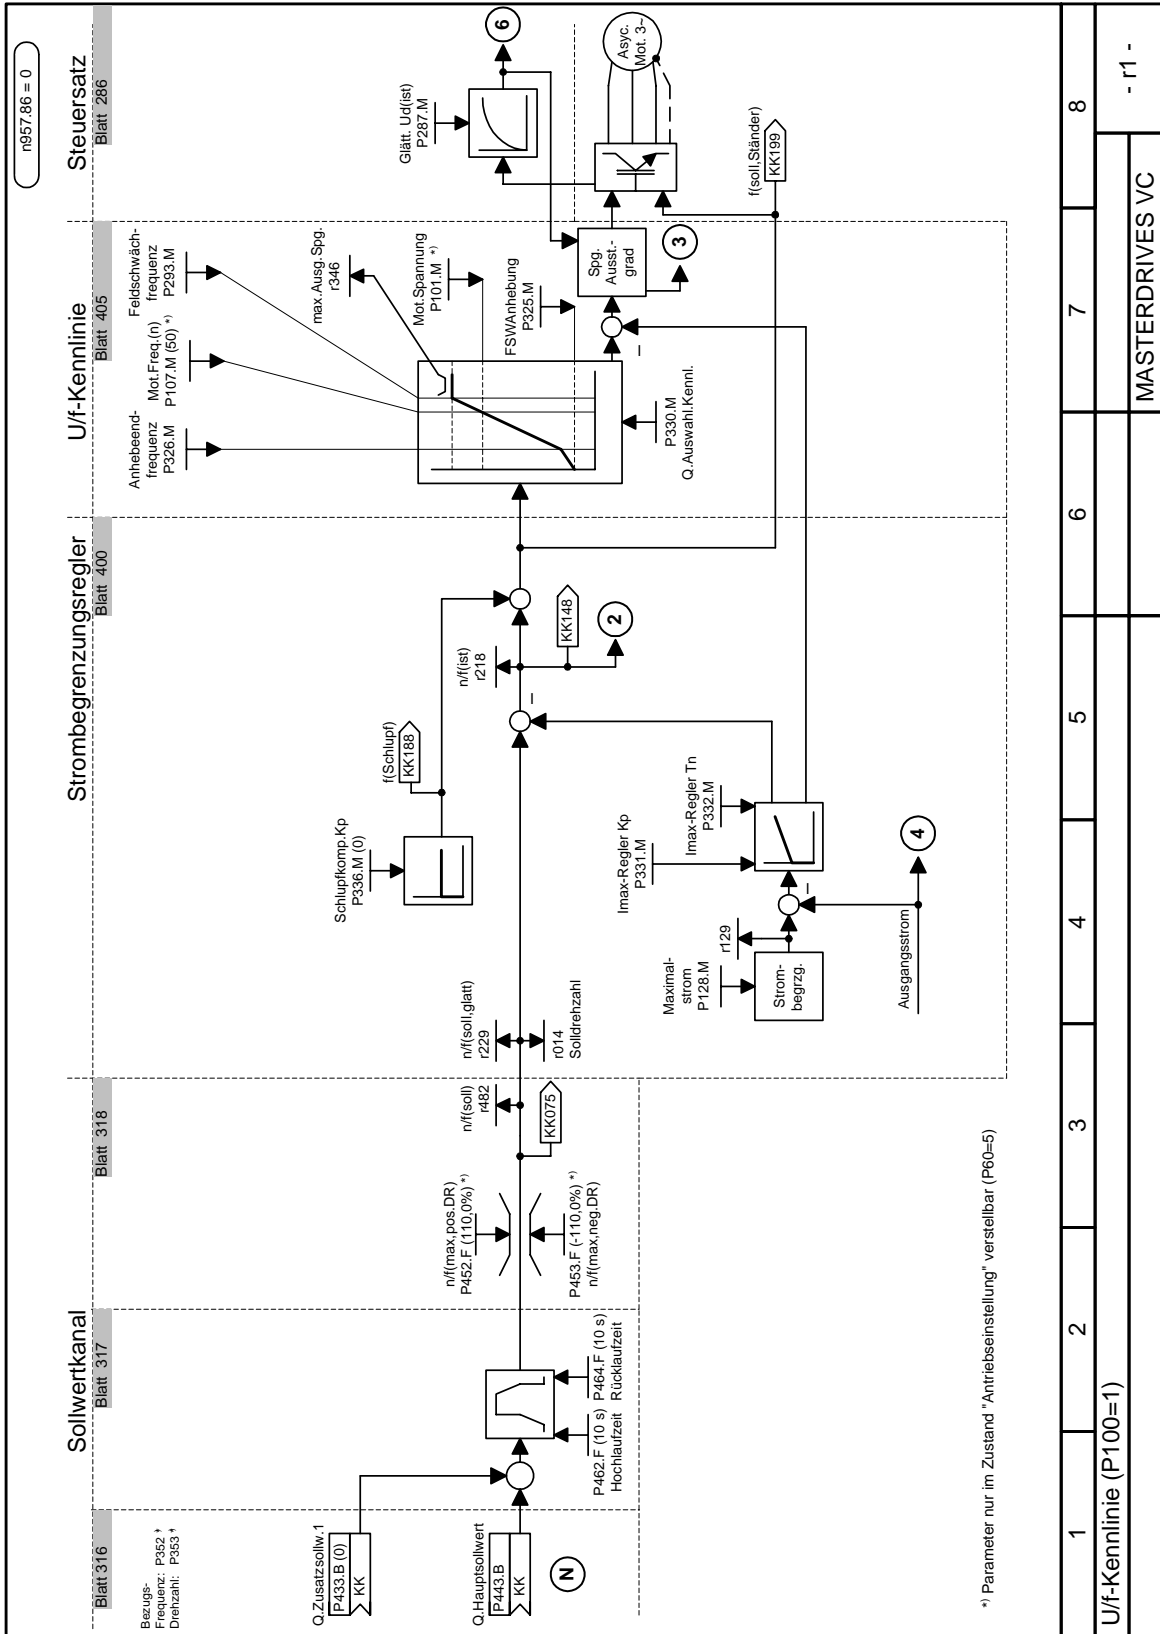 n957.86 = 0
Sollwertkanal
Strombegrenzungsregler
U/f-Kennlinie
Steuersatz
Blatt 316
Blatt 317
Blatt 318
Blatt 400
Blatt 405
Blatt 286
Bezugs-
Frequenz: P352 *)
Drehzahl: P353 *)
Q.Zusatzsollw.1
P433.B (0)
KK
Q.Hauptsollwert
P443.B
KK
N
P462.F (10 s)
Hochlaufzeit
P464.F (10 s)
Rücklaufzeit
n/f(max,pos.DR)
P452.F (110,0%) *)
P453.F (-110,0%) *)
n/f(max,neg.DR)
n/f(soll)
r482
KK075
n/f(soll,glatt)
r229
r014
Solldrehzahl
Schlupfkomp.Kp
P336.M (0)
f(Schlupf)
KK188
n/f(ist)
r218
KK148
2
–
Maximal-
strom
P128.M
r129
Strom-
begrzg.
Ausgangsstrom
4
–
Imax-Regler Kp
P331.M
Imax-Regler Tn
P332.M
Anhebeend-
frequenz
P326.M
Mot.Freq.(n)
P107.M (50) *)
Feldschwäch-
frequenz
P293.M
max.Ausg.Spg.
r346
Mot.Spannung
P101.M *)
FSWAnhebung
P325.M
P330.M
Q.Auswahl.Kennl.
–
Spg.
Ausst.-
grad
3
Glätt. Ud(ist)
P287.M
6
Asyc.
Mot. 3~
f(soll,Ständer)
KK199
*) Parameter nur im Zustand "Antriebseinstellung" verstellbar (P60=5)
1
2
3
4
5
6
7
8
U/f-Kennlinie (P100=1)
MASTERDRIVES VC
- r1 -